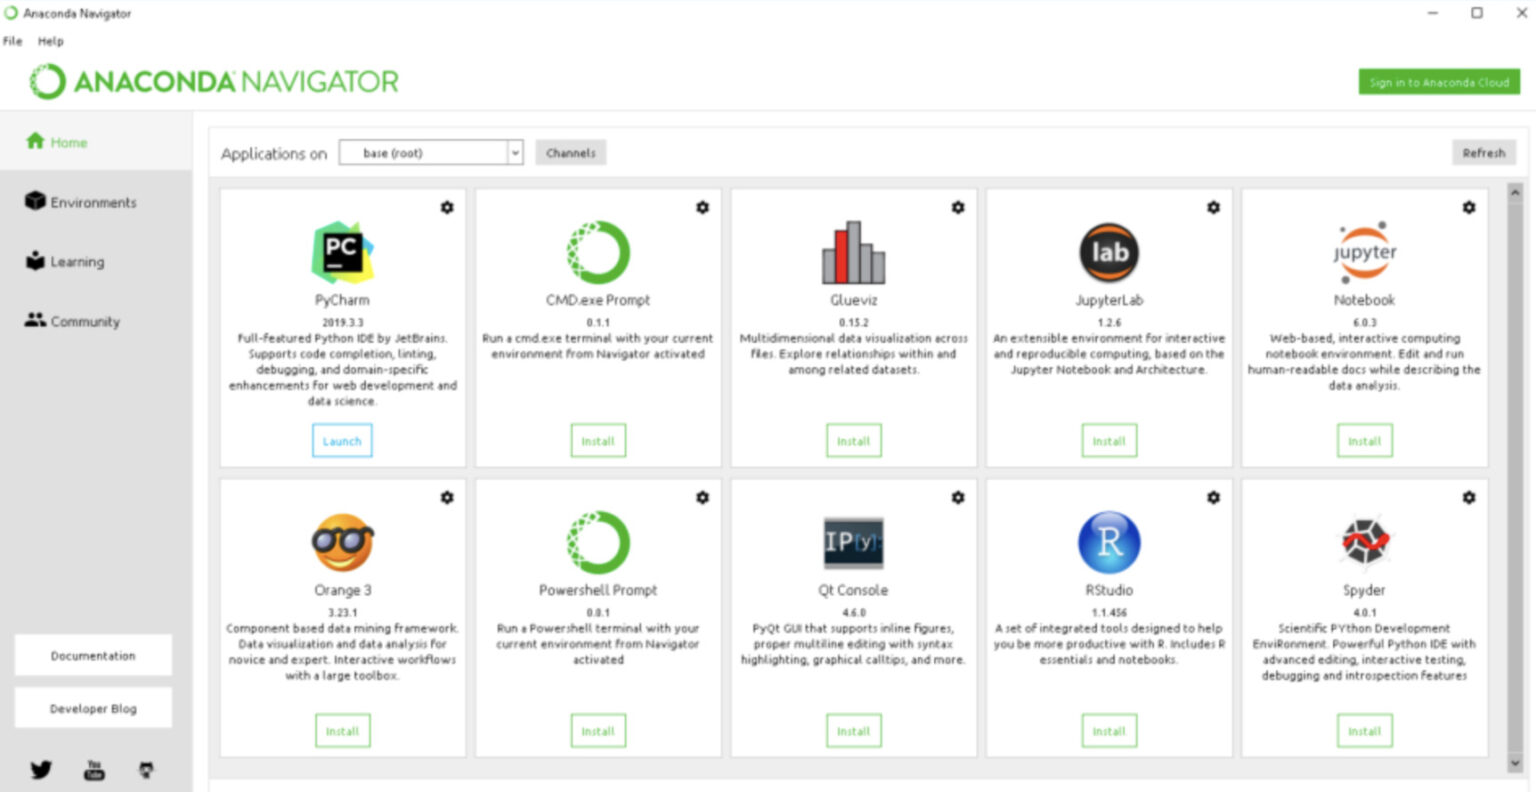 Anaconda Navigator
File Help
ANACONDA NAVIGATOR
Sign in to Anaconda Cloud
Home
Environments
Learning
Community
Documentation
Developer Blog
You
Tube
Applications on
base (root)
Channels
Refresh
PC
PyCharm
2019.3.3
Full-featured Python IDE by JetBrains.
Supports code completion, linting,
debugging, and domain-specific
enhancements for web development and
data science.
Launch
CMD.exe Prompt
0.1.1
Run a cmd.exe terminal with your current
environment from Navigator activated
Install
Glueviz
0.15.2
Multidimensional data visualization across
files. Explore relationships within and
among related datasets.
Install
lab
JupyterLab
1.2.6
An extensible environment for interactive
and reproducible computing, based on the
Jupyter Notebook and Architecture.
Install
jupyter
Notebook
6.0.3
Web-based, interactive computing
notebook environment. Edit and run
human-readable docs while describing the
data analysis.
Install
Orange 3
3.23.1
Component based data mining framework.
Data visualization and data analysis for
novice and expert. Interactive workflows
with a large toolbox.
Install
Powershell Prompt
0.0.1
Run a Powershell terminal with your
current environment from Navigator
activated
Install
IP[y]:
Qt Console
4.6.0
PyQt GUI that supports inline figures,
proper multiline editing with syntax
highlighting, graphical calltips, and more.
Install
R
RStudio
1.1.456
A set of integrated tools designed to help
you be more productive with R. Includes R
essentials and notebooks.
Install
Spyder
4.0.1
Scientific PYthon Development
EnviRonment. Powerful Python IDE with
advanced editing, interactive testing,
debugging and introspection features
Install